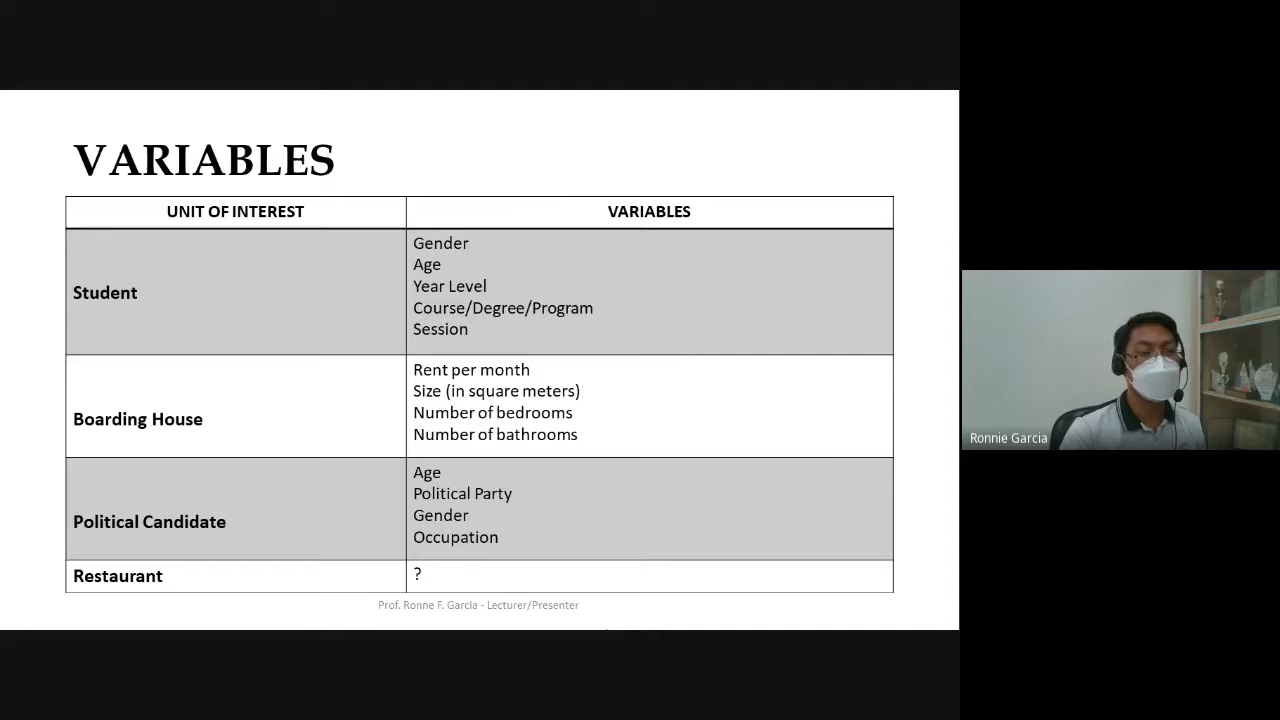 VARIABLES
UNIT OF INTEREST
VARIABLES
Student
Gender
Age
Year Level
Course/Degree/Program
Session
Boarding House
Rent per month
Size (in square meters)
Number of bedrooms
Number of bathrooms
Political Candidate
Age
Political Party
Gender
Occupation
Restaurant
?
Prof. Ronne F. Garcia - Lecturer/Presenter
Ronnie Garcia